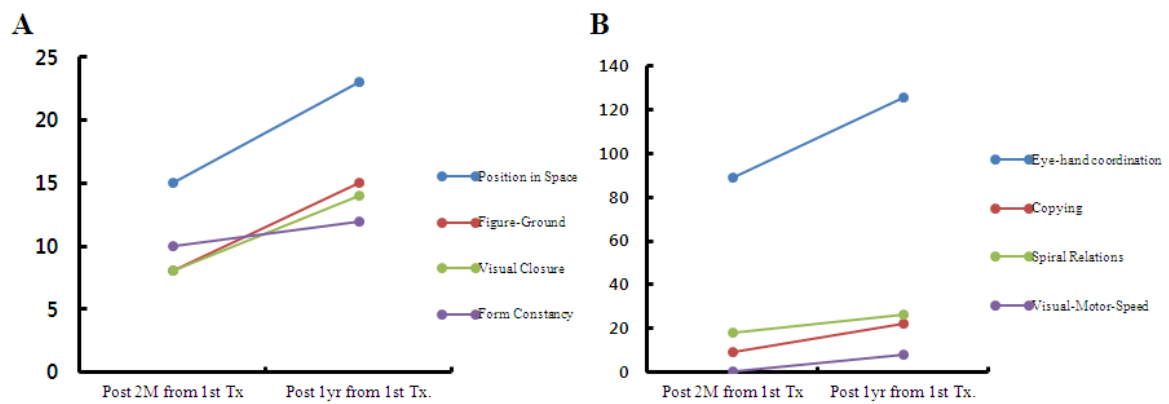 A
25
20
15
10
5
0
Post 2M from 1st Tx
Post 1yr from 1st Tx.
Position in Space
Figure-Ground
Visual Closure
Form Constancy
B
140
120
100
80
60
40
20
0
Post 2M from 1st Tx
Post 1yr from 1st Tx.
Eye-hand coordination
Copying
Spiral Relations
Visual-Motor-Speed